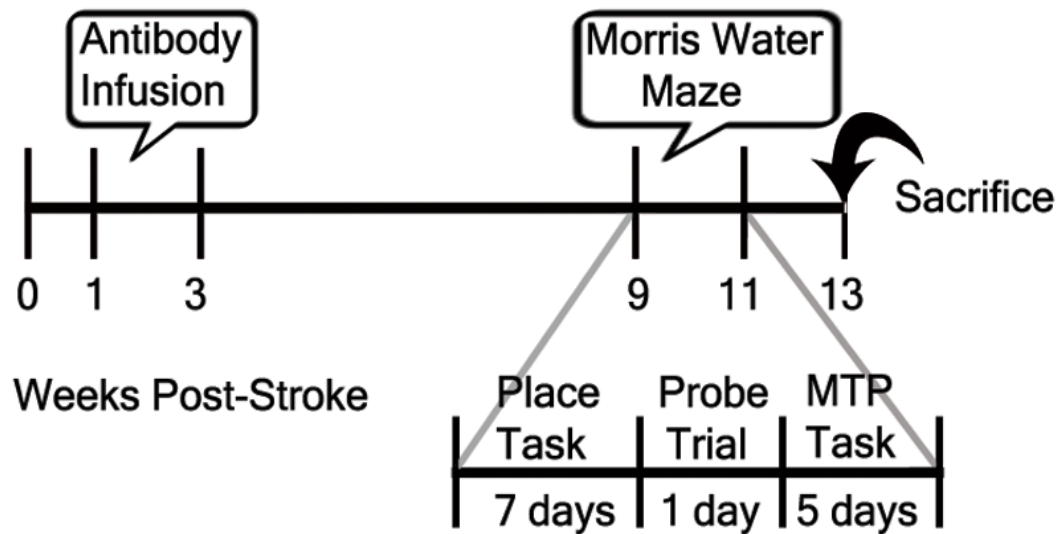 Antibody
Infusion
Morris Water
Maze
Sacrifice
0 1 3 9 11 13
Weeks Post-Stroke
Place Probe MTP
Task Trial Task
7 days 1 day 5 days